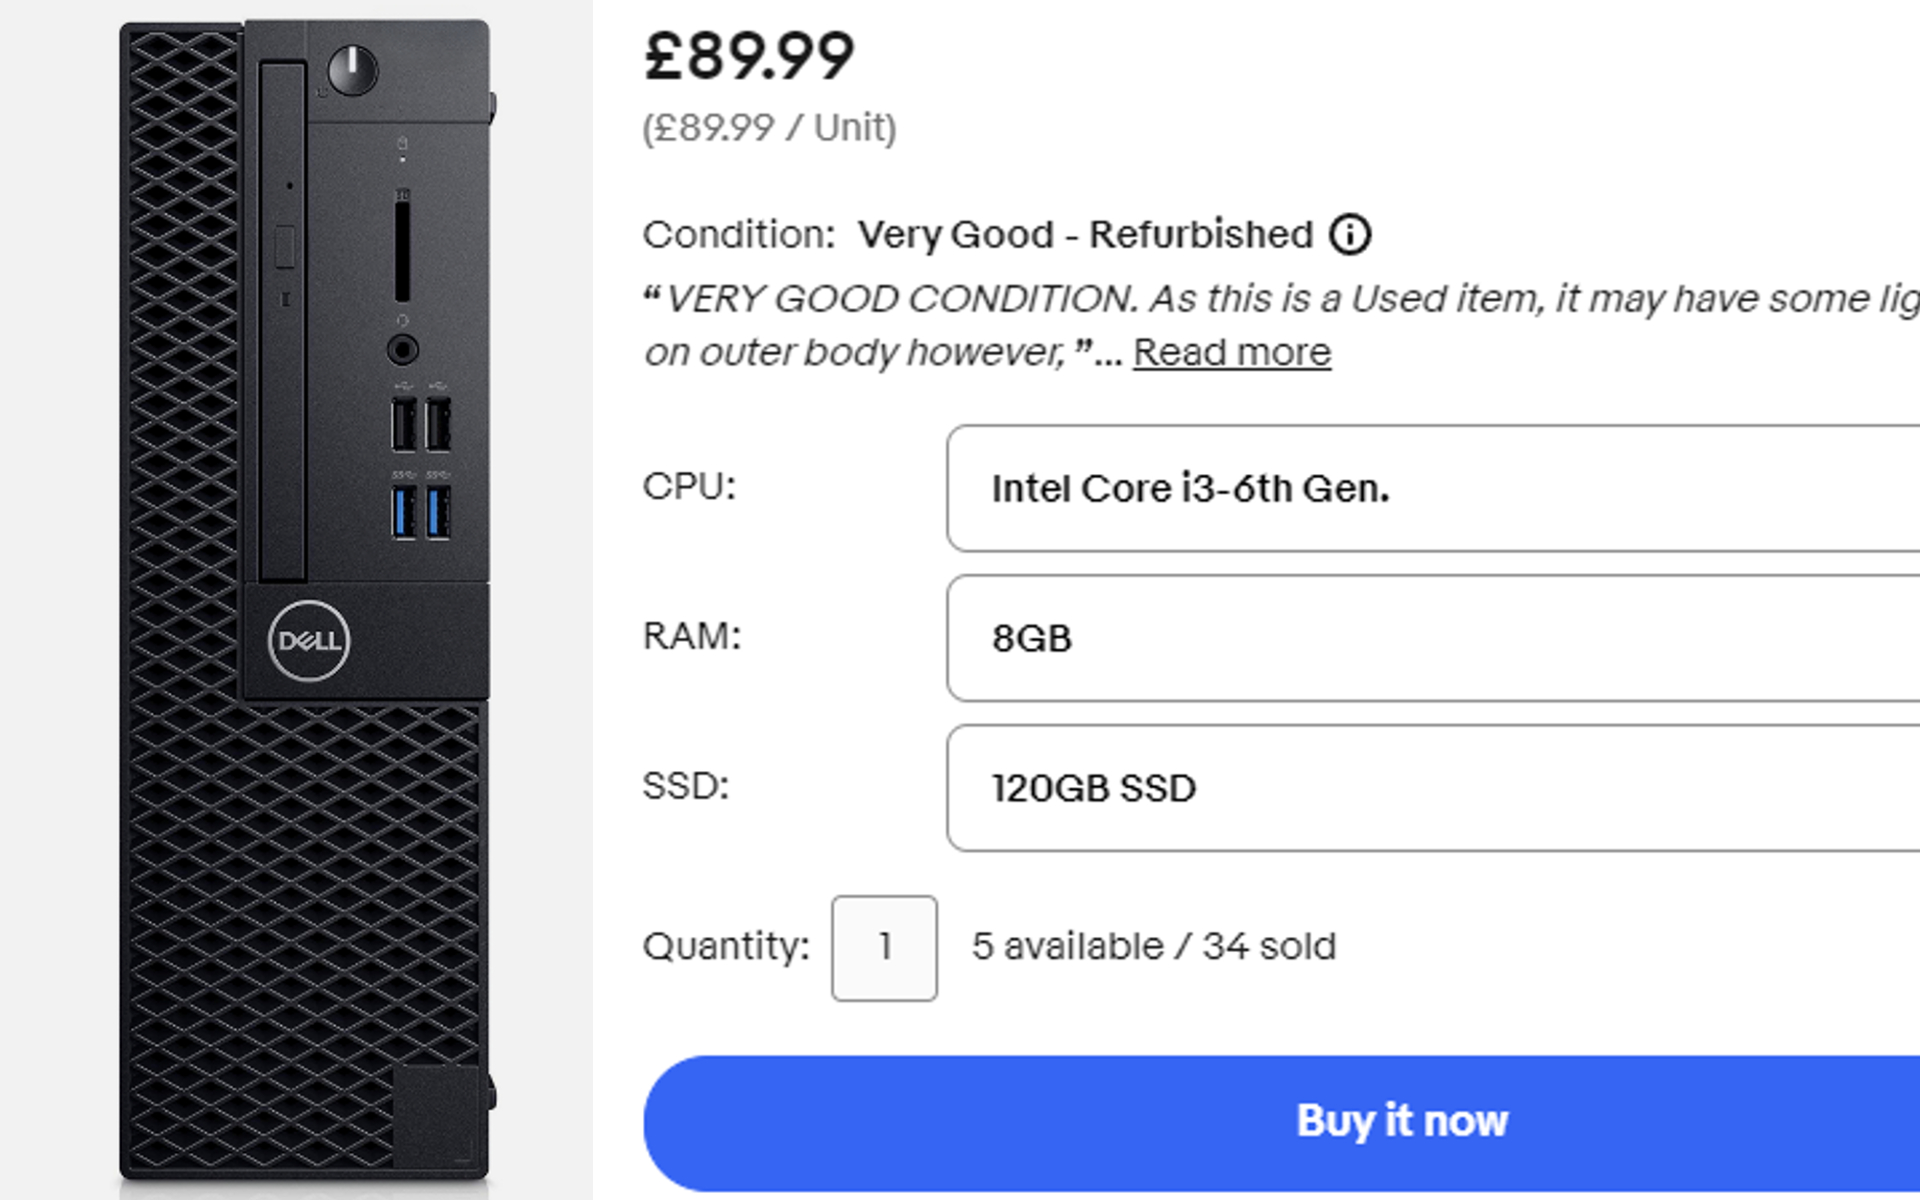 DELL
£89.99
(£89.99 / Unit)
Condition: Very Good - Refurbished
“VERY GOOD CONDITION. As this is a Used item, it may have some lig
on outer body however, ”... Read more
CPU: Intel Core i3-6th Gen.
RAM: 8GB
SSD: 120GB SSD
Quantity: 1 5 available / 34 sold
Buy it now